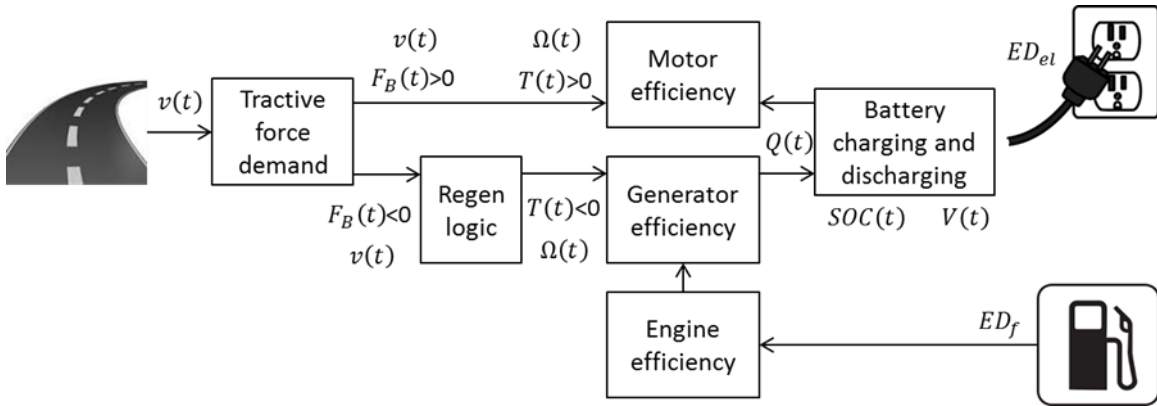 v(t)
Tractive
force
demand
v(t)
F_B(t)>0
Ω(t)
T(t)>0
Motor
efficiency
F_B(t)<0
v(t)
Regen
logic
T(t)<0
Ω(t)
Generator
efficiency
Q(t)
Battery
charging and
discharging
SOC(t) V(t)
ED_el
Engine
efficiency
ED_f